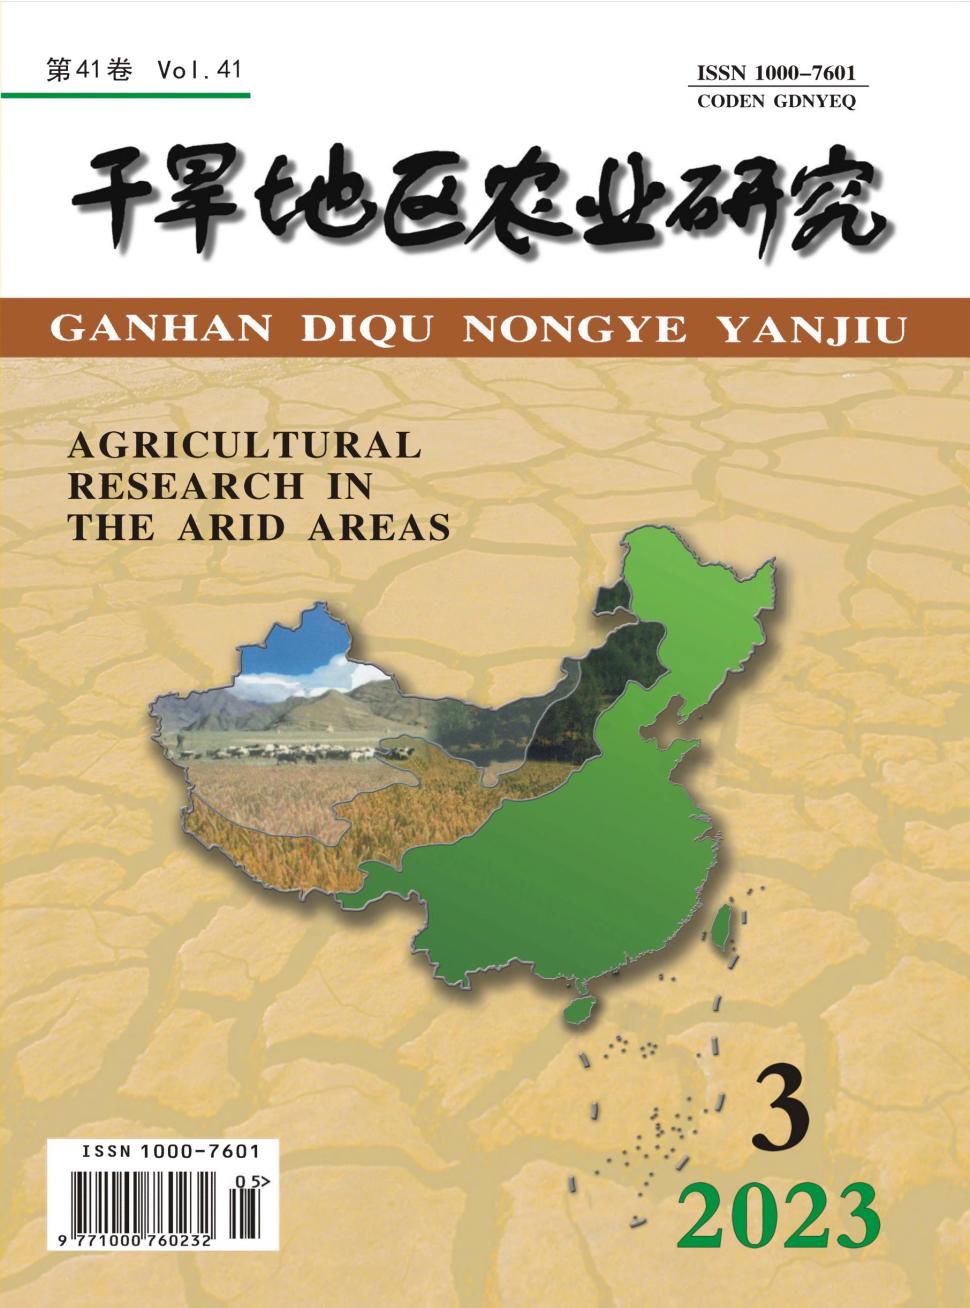 第41卷 Vol.41
ISSN 1000-7601
CODEN GDNYEQ
干旱地区农业研究
GANHAN DIQU NONGYE YANJIU
AGRICULTURAL
RESEARCH IN
THE ARID AREAS
3
2023
ISSN 1000-7601
05>
9 771000 760232